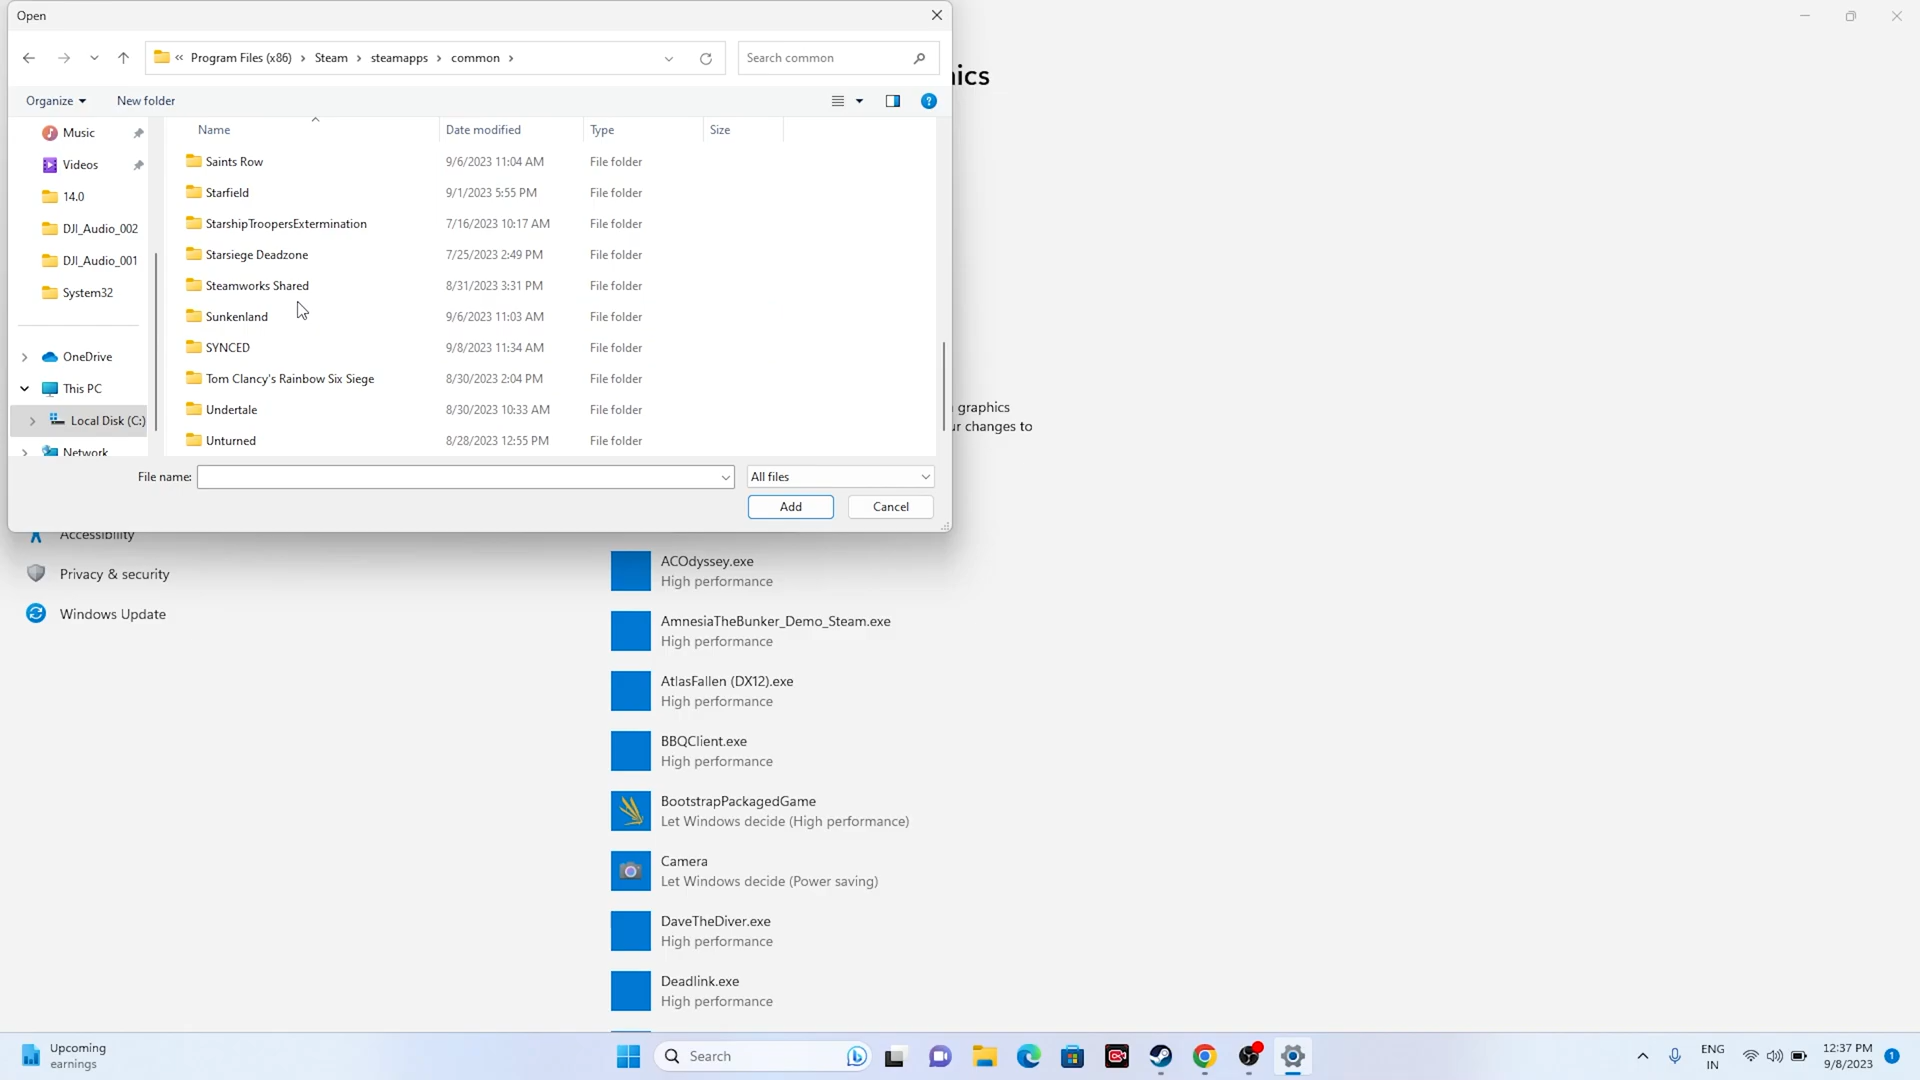 Open
ics
« Program Files (x86) › Steam › steamapps › common ›
Search common
Organize
New folder
?
Name
Date modified
Type
Size
Music
Videos
14.0
DJI_Audio_002
DJI_Audio_001
System32
OneDrive
This PC
Local Disk (C:)
Network
Saints Row 9/6/2023 11:04 AM File folder
Starfield 9/1/2023 5:55 PM File folder
StarshipTroopersExtermination 7/16/2023 10:17 AM File folder
Starsiege Deadzone 7/25/2023 2:49 PM File folder
Steamworks Shared 8/31/2023 3:31 PM File folder
Sunkenland 9/6/2023 11:03 AM File folder
SYNCED 9/8/2023 11:34 AM File folder
Tom Clancy's Rainbow Six Siege 8/30/2023 2:04 PM File folder
Undertale 8/30/2023 10:33 AM File folder
Unturned 8/28/2023 12:55 PM File folder
graphics
ur changes to
File name:
All files
Add
Cancel
Accessibility
Privacy & security
Windows Update
ACOdyssey.exe
High performance
AmnesiaTheBunker_Demo_Steam.exe
High performance
AtlasFallen (DX12).exe
High performance
BBQClient.exe
High performance
BootstrapPackagedGame
Let Windows decide (High performance)
Camera
Let Windows decide (Power saving)
DaveTheDiver.exe
High performance
Deadlink.exe
High performance
Upcoming
earnings
Search
ENG
IN
12:37 PM
9/8/2023
1